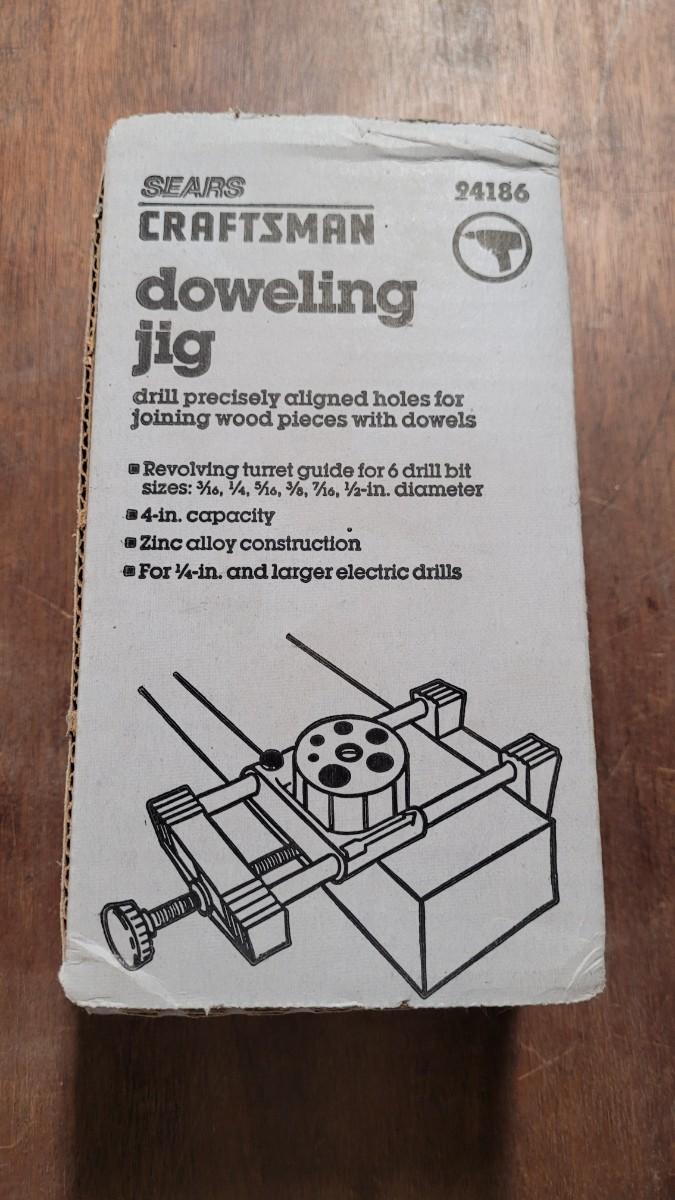 SEARS
94186
CRAFTSMAN
doweling
jig
drill precisely aligned holes for
joining wood pieces with dowels
Revolving turret guide for 6 drill bit
sizes: 3/16, 1/4, 5/16, 3/8, 7/16, 1/2-in. diameter
4-in. capacity
Zinc alloy construction
For 1/4-in. and larger electric drills